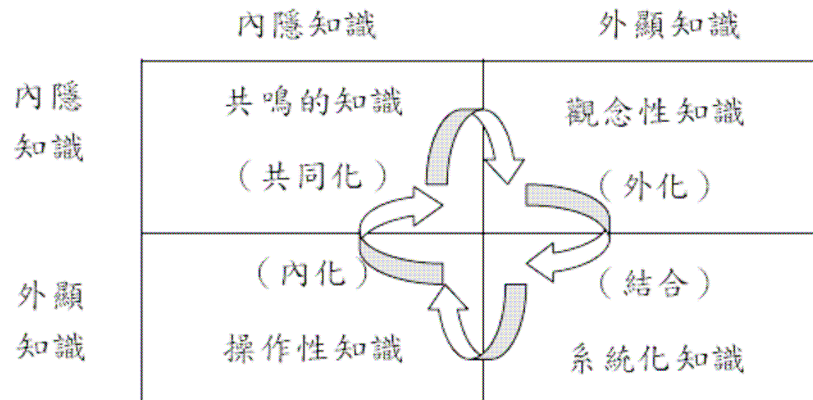 內隱知識 外顯知識
內隱
知識
共鳴的知識
（共同化）
觀念性知識
（外化）
外顯
知識
（內化）
操作性知識
（結合）
系統化知識